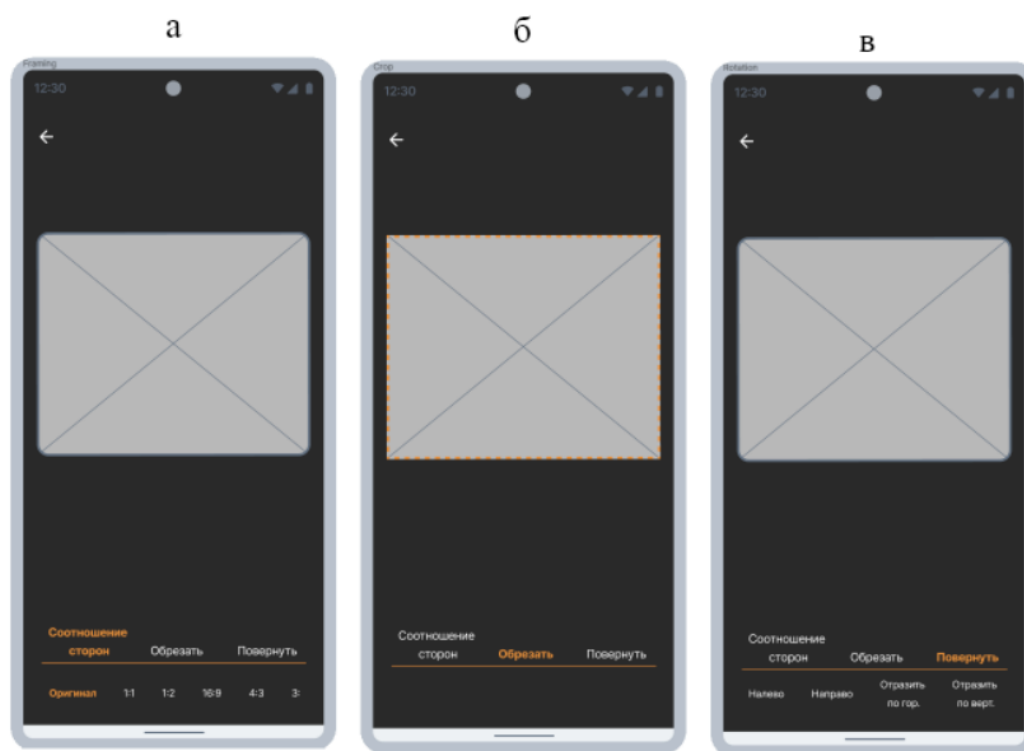 а
Framing
12:30
Соотношение
сторон
Обрезать
Повернуть
Оригинал
1:1
1:2
16:9
4:3
3:
б
Crop
12:30
Соотношение
сторон
Обрезать
Повернуть
в
Rotation
12:30
Соотношение
сторон
Обрезать
Повернуть
Налево
Направо
Отразить
по гор.
Отразить
по верт.